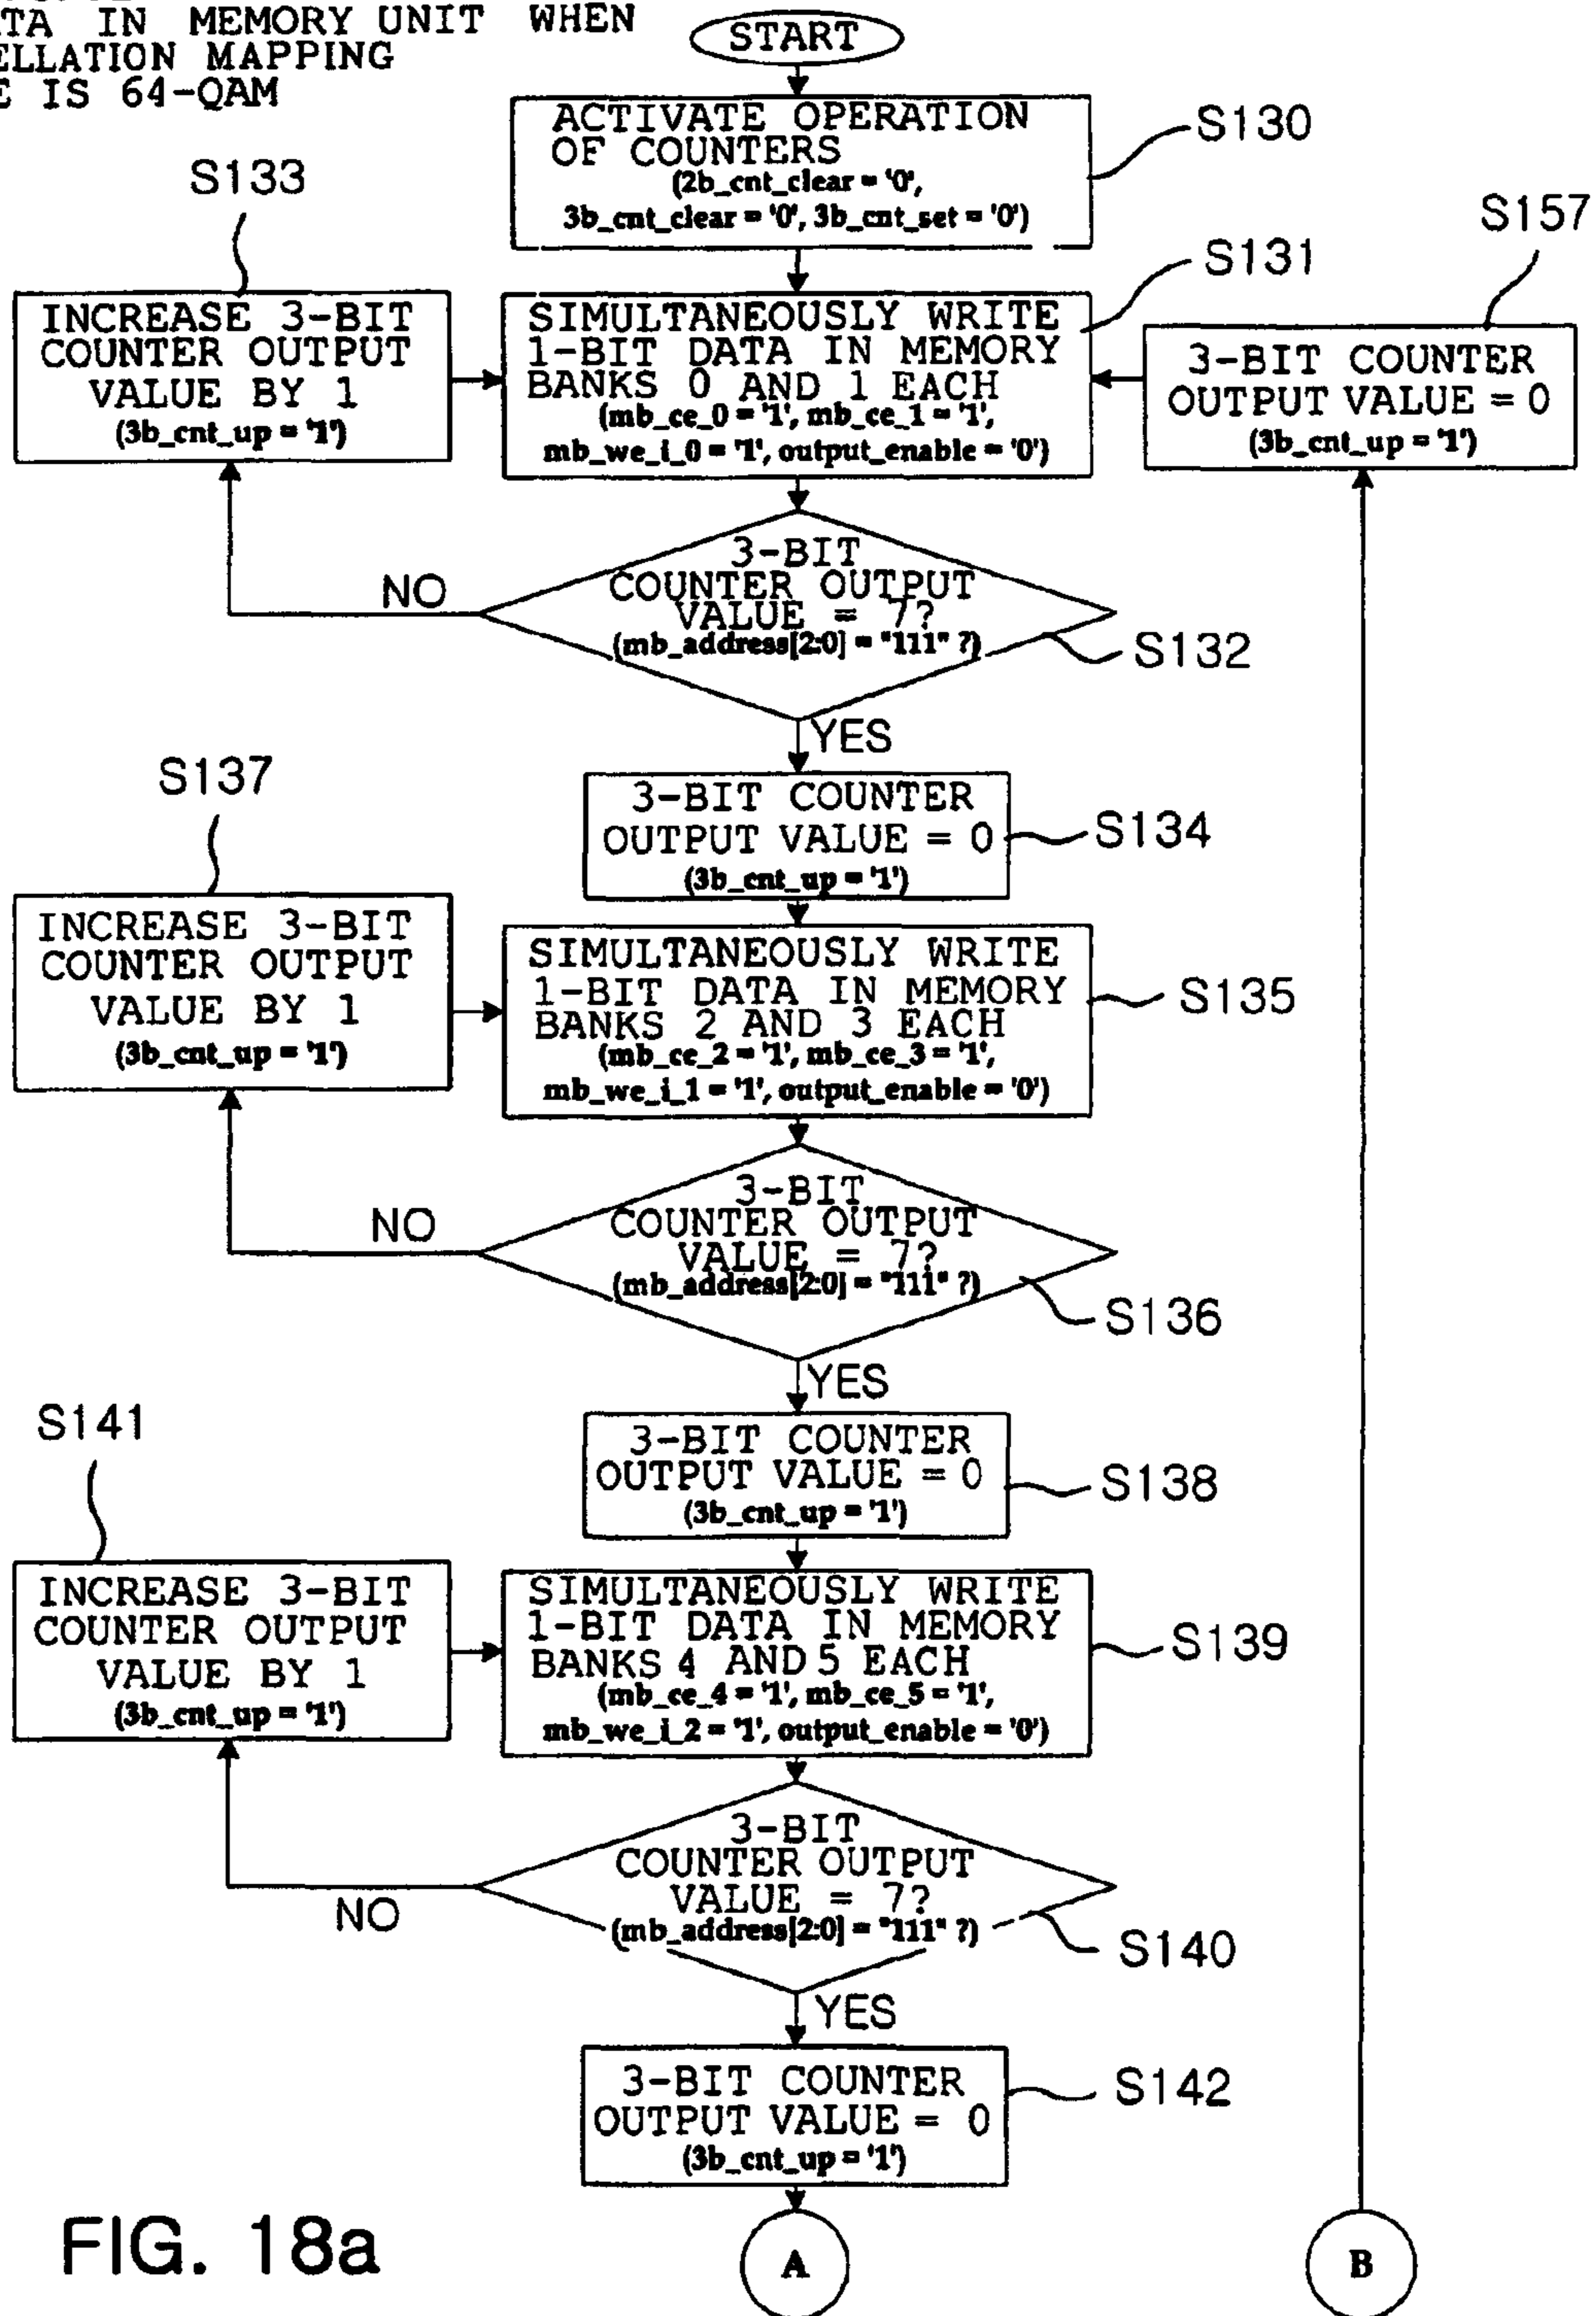 DATA IN MEMORY UNIT WHEN
MAPPING
IS 64-QAM
START
ACTIVATE OPERATION
OF COUNTERS
(2b_cnt_clear = '0',
3b_cnt_clear = '0', 3b_cnt_set = '0')
S130
S133
S157
S131
INCREASE 3-BIT
COUNTER OUTPUT
VALUE BY 1
(3b_cnt_up = '1')
SIMULTANEOUSLY WRITE
1-BIT DATA IN MEMORY
BANKS 0 AND 1 EACH
(mb_ce_0 = '1', mb_ce_1 = '1',
mb_we_i_0 = '1', output_enable = '0')
3-BIT COUNTER
OUTPUT VALUE = 0
(3b_cnt_up = '1')
3-BIT
COUNTER OUTPUT
VALUE = 7?
(mb_address[2:0] = "111" ?)
NO
S132
YES
S137
3-BIT COUNTER
OUTPUT VALUE = 0
(3b_cnt_up = '1')
S134
INCREASE 3-BIT
COUNTER OUTPUT
VALUE BY 1
(3b_cnt_up = '1')
SIMULTANEOUSLY WRITE
1-BIT DATA IN MEMORY
BANKS 2 AND 3 EACH
(mb_ce_2 = '1', mb_ce_3 = '1',
mb_we_i_1 = '1', output_enable = '0')
S135
3-BIT
COUNTER OUTPUT
VALUE = 7?
(mb_address[2:0] = "111" ?)
NO
S136
YES
S141
3-BIT COUNTER
OUTPUT VALUE = 0
(3b_cnt_up = '1')
S138
INCREASE 3-BIT
COUNTER OUTPUT
VALUE BY 1
(3b_cnt_up = '1')
SIMULTANEOUSLY WRITE
1-BIT DATA IN MEMORY
BANKS 4 AND 5 EACH
(mb_ce_4 = '1', mb_ce_5 = '1',
mb_we_i_2 = '1', output_enable = '0')
S139
3-BIT
COUNTER OUTPUT
VALUE = 7?
(mb_address[2:0] = "111" ?)
NO
S140
YES
3-BIT COUNTER
OUTPUT VALUE = 0
(3b_cnt_up = '1')
S142
FIG. 18a
A
B